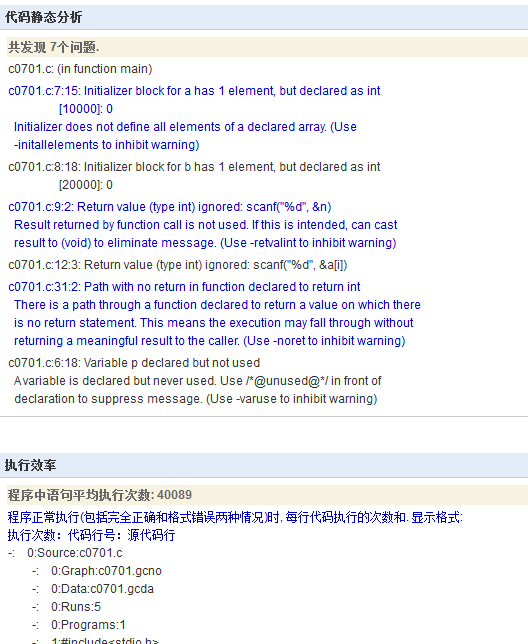 代码静态分析
共发现 7个问题.
c0701.c: (in function main)
c0701.c:7:15: Initializer block for a has 1 element, but declared as int
[10000]: 0
Initializer does not define all elements of a declared array. (Use
-initallelements to inhibit warning)
c0701.c:8:18: Initializer block for b has 1 element, but declared as int
[20000]: 0
c0701.c:9:2: Return value (type int) ignored: scanf("%d", &n)
Result returned by function call is not used. If this is intended, can cast
result to (void) to eliminate message. (Use -retvalint to inhibit warning)
c0701.c:12:3: Return value (type int) ignored: scanf("%d", &a[i])
c0701.c:31:2: Path with no return in function declared to return int
There is a path through a function declared to return a value on which there
is no return statement. This means the execution may fall through without
returning a meaningful result to the caller. (Use -noret to inhibit warning)
c0701.c:6:18: Variable p declared but not used
Avariable is declared but never used. Use /*@unused@*/ in front of
declaration to suppress message. (Use -varuse to inhibit warning)
执行效率
程序中语句平均执行次数: 40089
程序正常执行(包括完全正确和格式错误两种情况)时, 每行代码执行的次数和. 显示格式:
执行次数：代码行号：源代码行
-: 0:Source:c0701.c
-: 0:Graph:c0701.gcno
-: 0:Data:c0701.gcda
-: 0:Runs:5
-: 0:Programs:1
-: 1:#include<stdio.h>